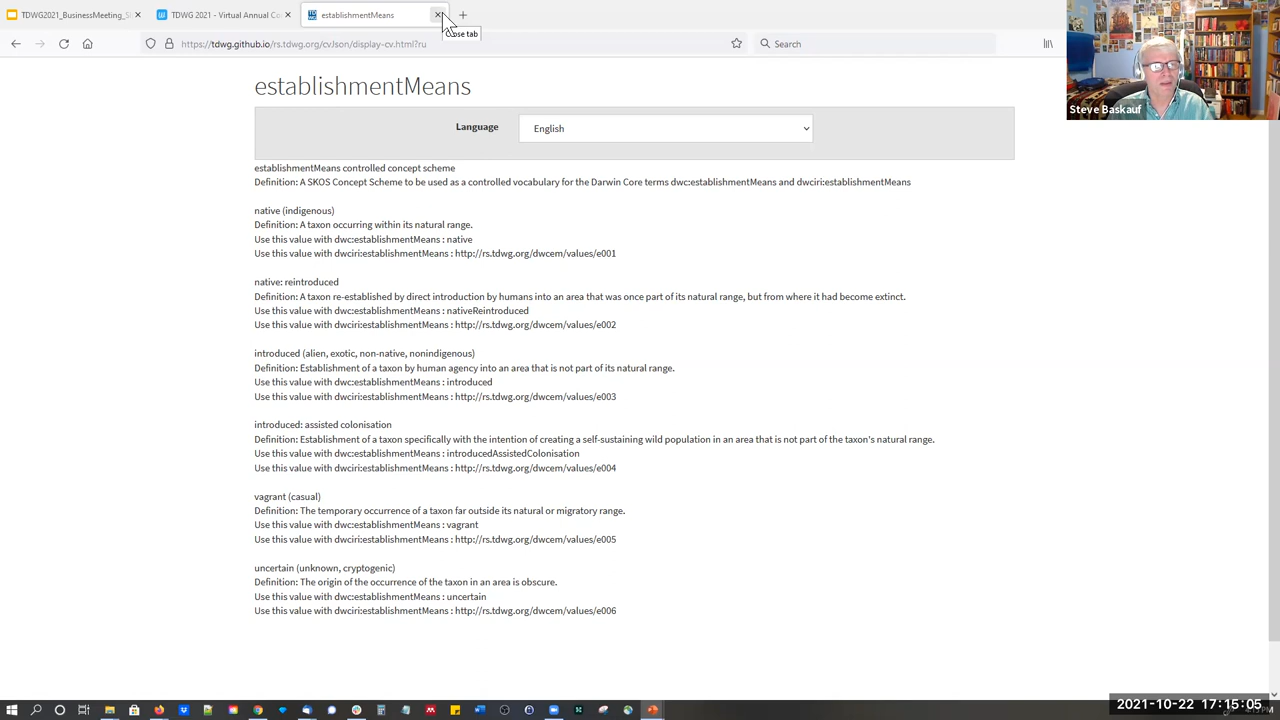 TDWG2021_BusinessMeeting_Sl
TDWG 2021 - Virtual Annual Co
establishmentMeans
https://tdwg.github.io/rs.tdwg.org/cvJson/display-cv.html?/u
Search
establishmentMeans
Language
English
establishmentMeans controlled concept scheme
Definition: A SKOS Concept Scheme to be used as a controlled vocabulary for the Darwin Core terms dwc:establishmentMeans and dwciri:establishmentMeans
native (indigenous)
Definition: A taxon occurring within its natural range.
Use this value with dwc:establishmentMeans : native
Use this value with dwciri:establishmentMeans : http://rs.tdwg.org/dwcem/values/e001
native: reintroduced
Definition: A taxon re-established by direct introduction by humans into an area that was once part of its natural range, but from where it had become extinct.
Use this value with dwc:establishmentMeans : nativeReintroduced
Use this value with dwciri:establishmentMeans : http://rs.tdwg.org/dwcem/values/e002
introduced (alien, exotic, non-native, nonindigenous)
Definition: Establishment of a taxon by human agency into an area that is not part of its natural range.
Use this value with dwc:establishmentMeans : introduced
Use this value with dwciri:establishmentMeans : http://rs.tdwg.org/dwcem/values/e003
introduced: assisted colonisation
Definition: Establishment of a taxon specifically with the intention of creating a self-sustaining wild population in an area that is not part of the taxon's natural range.
Use this value with dwc:establishmentMeans : introducedAssistedColonisation
Use this value with dwciri:establishmentMeans : http://rs.tdwg.org/dwcem/values/e004
vagrant (casual)
Definition: The temporary occurrence of a taxon far outside its natural or migratory range.
Use this value with dwc:establishmentMeans : vagrant
Use this value with dwciri:establishmentMeans : http://rs.tdwg.org/dwcem/values/e005
uncertain (unknown, cryptogenic)
Definition: The origin of the occurrence of the taxon in an area is obscure.
Use this value with dwc:establishmentMeans : uncertain
Use this value with dwciri:establishmentMeans : http://rs.tdwg.org/dwcem/values/e006
Steve Baskauf
2021-10-22 17:15:05